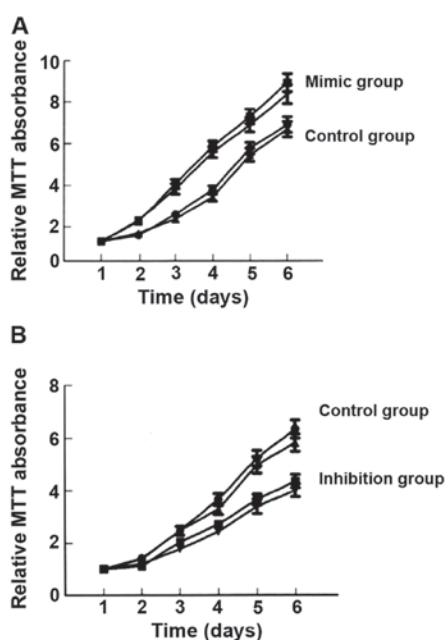 A
Relative MTT absorbance
10
8
6
4
2
0
Mimic group
Control group
1 2 3 4 5 6
Time (days)
B
Relative MTT absorbance
8
6
4
2
0
Control group
Inhibition group
1 2 3 4 5 6
Time (days)